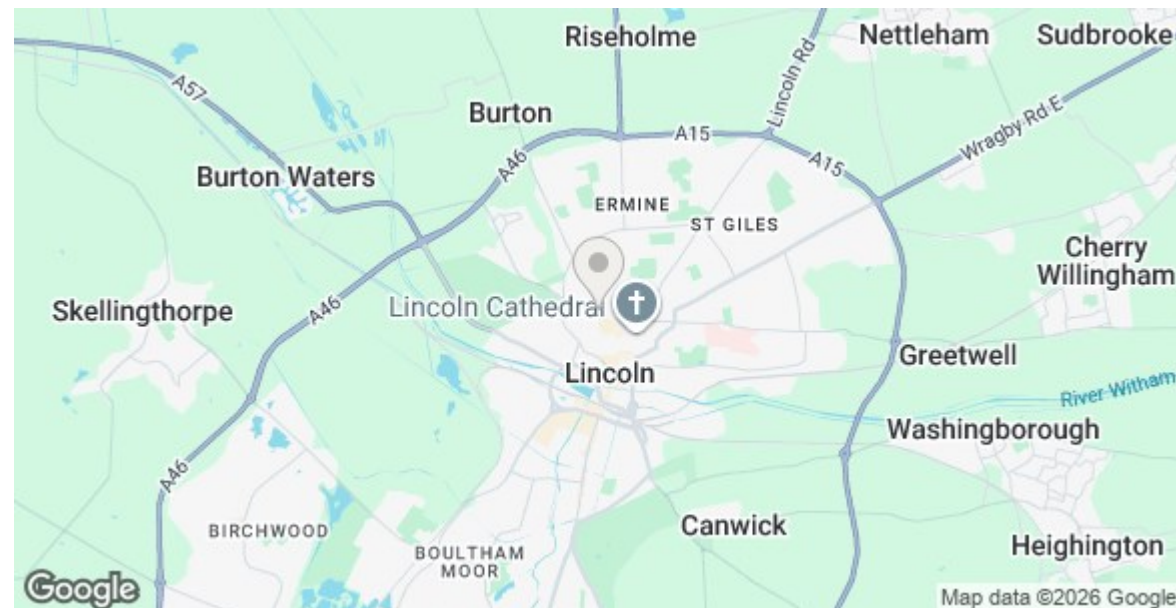 Riseholme
Nettleham
Sudbrooke
Lincoln Rd
A57
Burton
A15
Wragby Rd E
A46
A15
Burton Waters
ERMINE
ST GILES
Cherry
Willingham
Skellingthorpe
A46
Lincoln Cathedral
Greetwell
Lincoln
River Witham
Washingborough
A46
BIRCHWOOD
Canwick
BOULTHAM
MOOR
Heighington
Google
Map data ©2026 Google